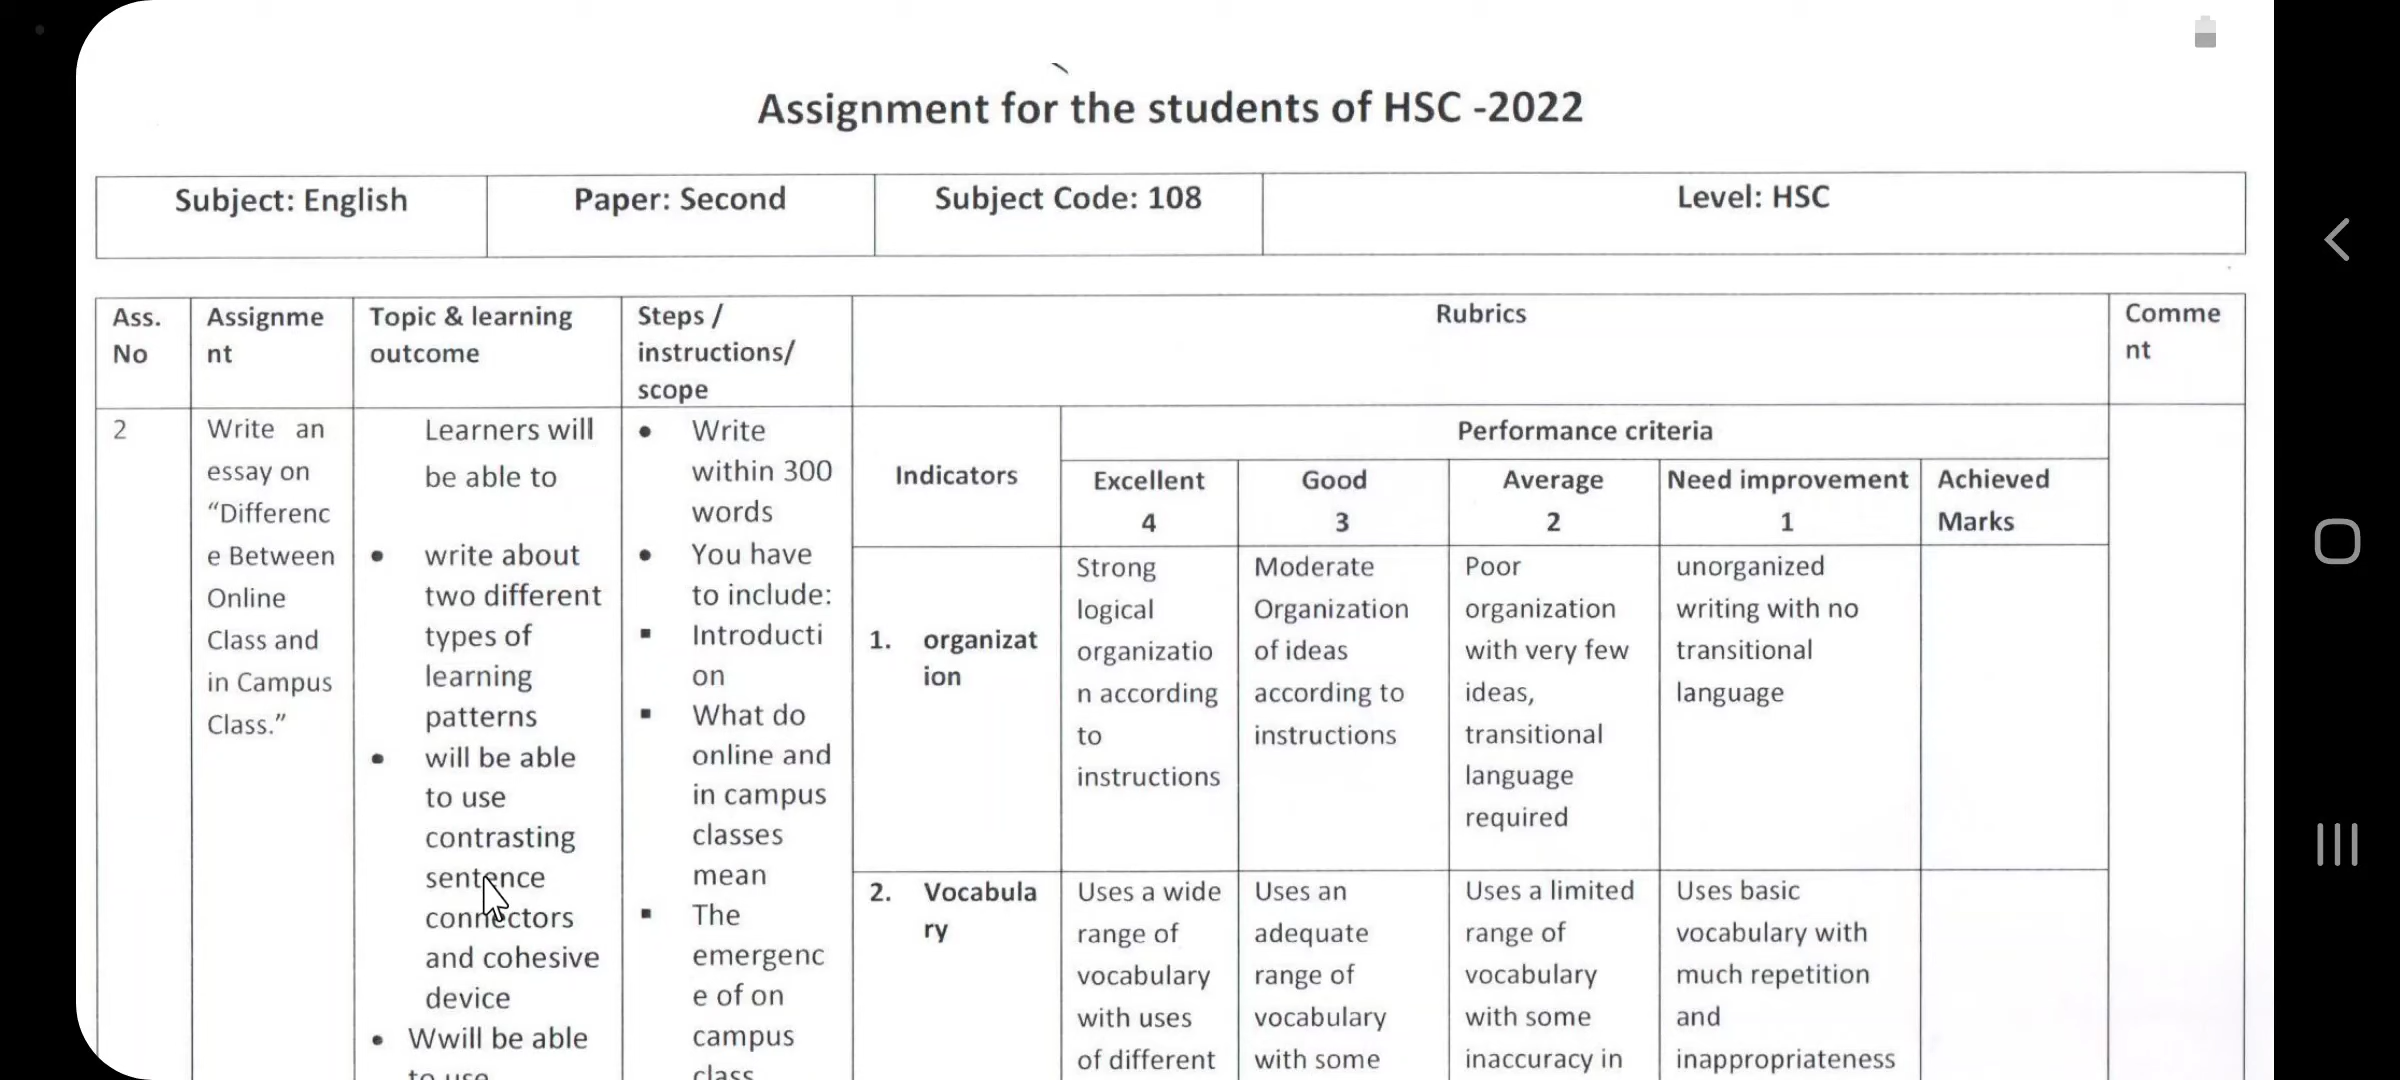 Assignment for the students of HSC -2022
Subject: English
Paper: Second
Subject Code: 108
Level: HSC
Ass.
No
Assignme
nt
Topic & learning
outcome
Steps /
instructions/
scope
Rubrics
Comme
nt
2
Write an
essay on
“Differenc
e Between
Online
Class and
in Campus
Class.”
Learners will
be able to
• write about
two different
types of
learning
patterns
• will be able
to use
contrasting
sentence
connectors
and cohesive
device
• Wwill be able
to use
• Write
within 300
words
• You have
to include:
▪ Introducti
on
▪ What do
online and
in campus
classes
mean
▪ The
emergenc
e of on
campus
class
Indicators
Performance criteria
Excellent
4
Good
3
Average
2
Need improvement
1
Achieved
Marks
1. organizat
ion
Strong
logical
organizatio
n according
to
instructions
Moderate
Organization
of ideas
according to
instructions
Poor
organization
with very few
ideas,
transitional
language
required
unorganized
writing with no
transitional
language
2. Vocabula
ry
Uses a wide
range of
vocabulary
with uses
of different
Uses an
adequate
range of
vocabulary
with some
Uses a limited
range of
vocabulary
with some
inaccuracy in
Uses basic
vocabulary with
much repetition
and
inappropriateness